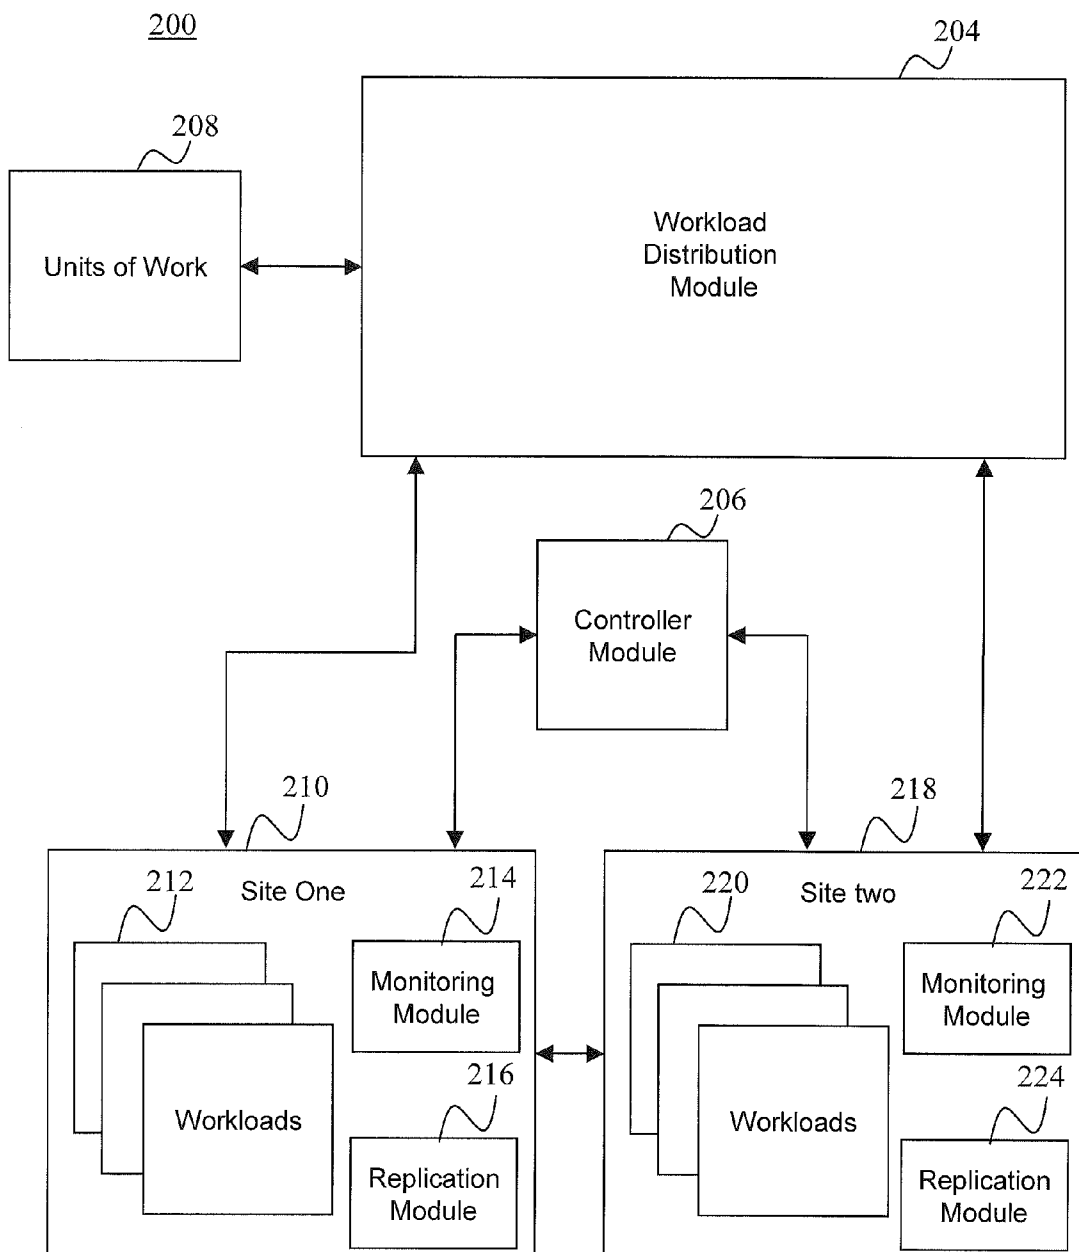 200
204
208
Workload
Distribution
Module
Units of Work
206
Controller
Module
210
218
212
Site One
214
220
Site two
222
Monitoring
Module
Monitoring
Module
216
224
Workloads
Workloads
Replication
Module
Replication
Module